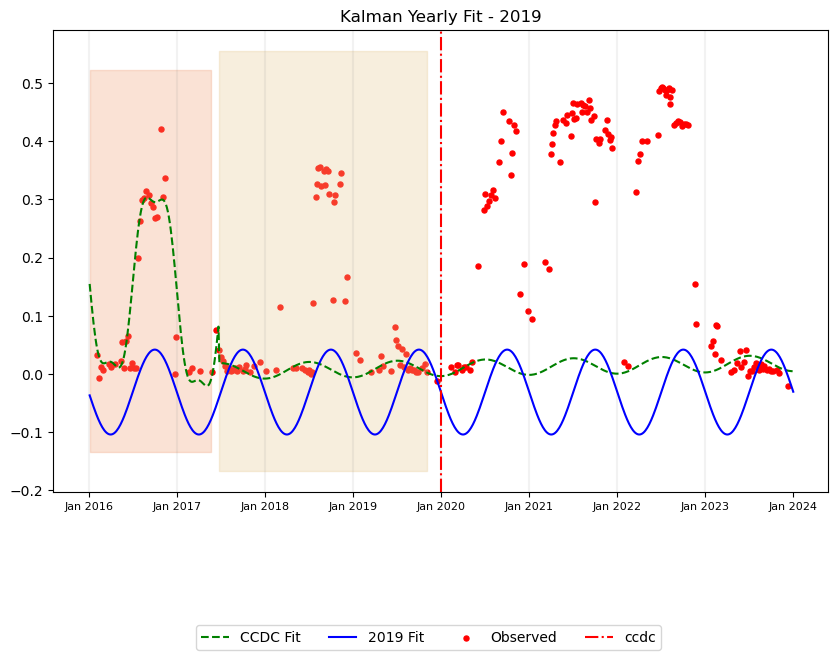 Kalman Yearly Fit - 2019
0.5
0.4
0.3
0.2
0.1
0.0
−0.1
−0.2
Jan 2016 Jan 2017 Jan 2018 Jan 2019 Jan 2020 Jan 2021 Jan 2022 Jan 2023 Jan 2024
CCDC Fit 2019 Fit Observed ccdc